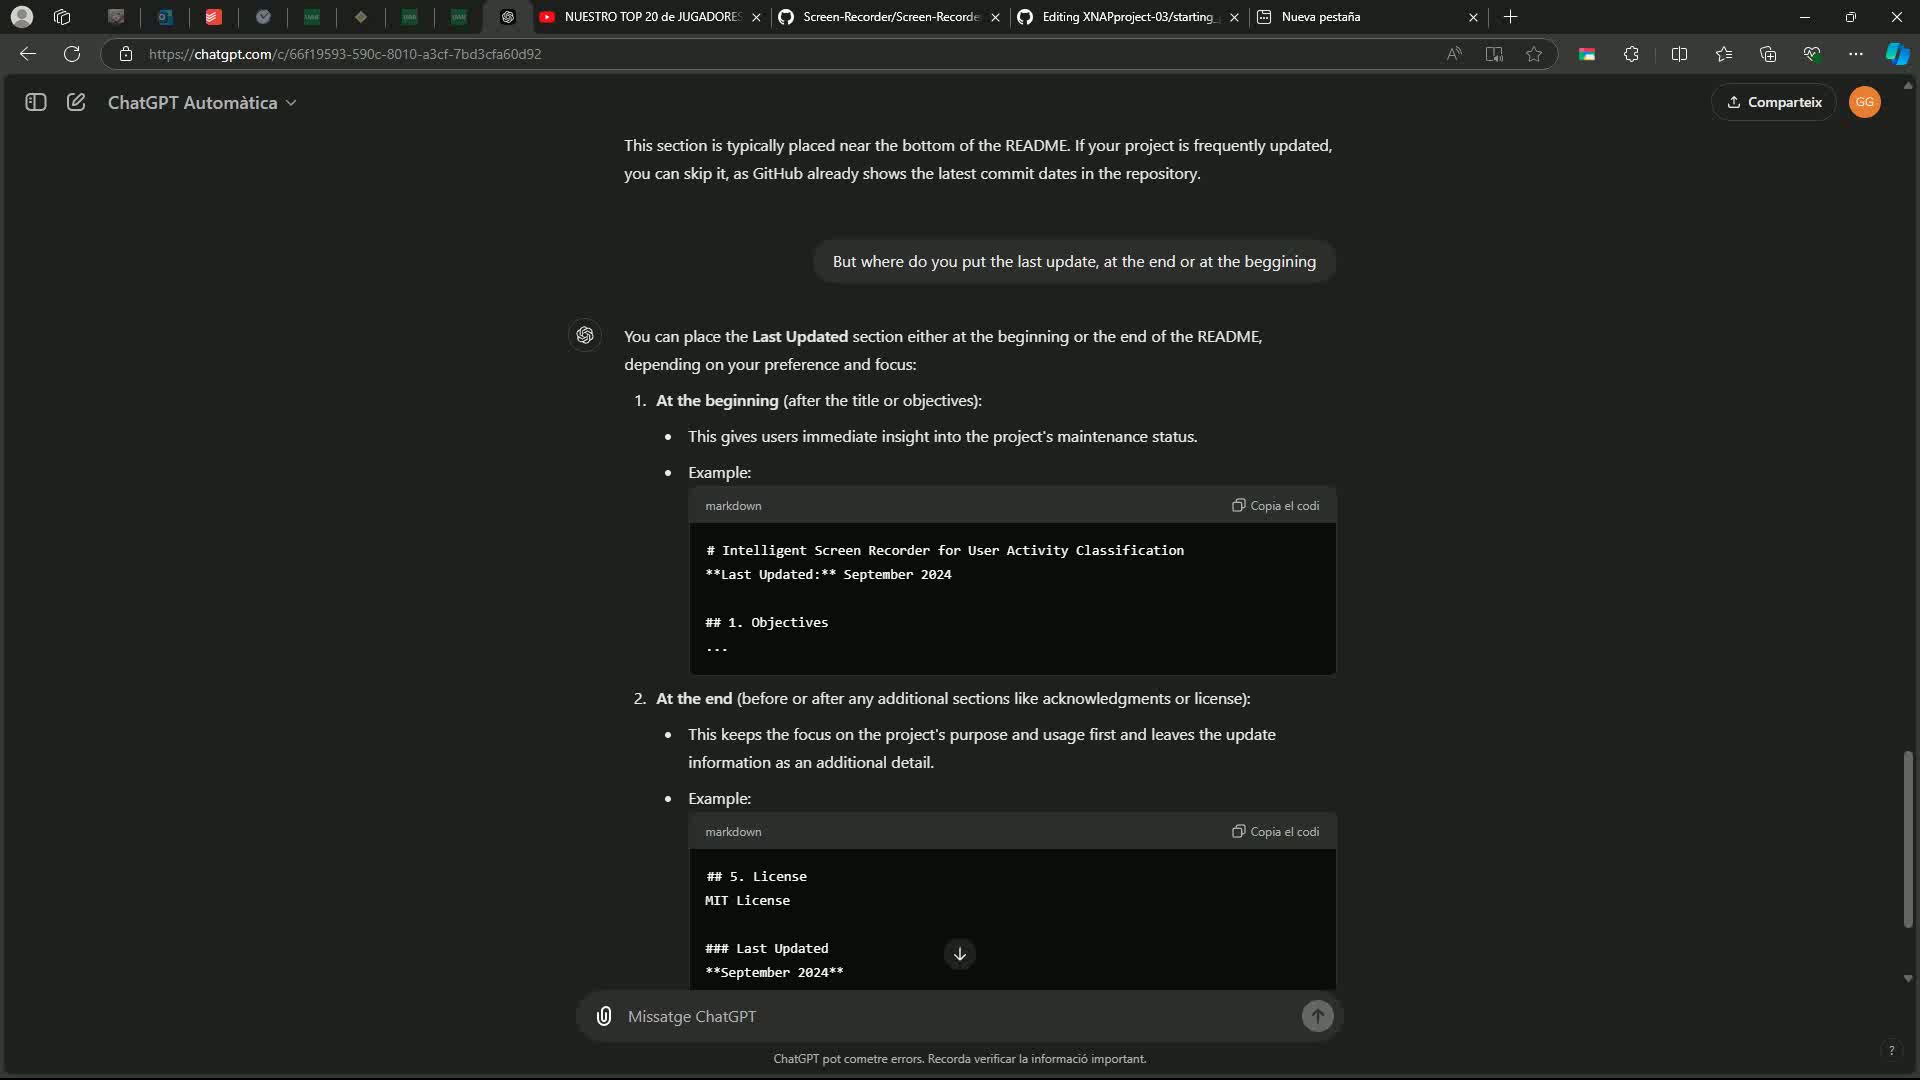 NUESTRO TOP 20 de JUGADORES
Screen-Recorder/Screen-Recorde
Editing XNAPproject-03/starting_
Nueva pestaña
https://chatgpt.com/c/66f19593-590c-8010-a3cf-7bd3cfa60d92
ChatGPT Automàtica
Comparteix
GG
This section is typically placed near the bottom of the README. If your project is frequently updated,
you can skip it, as GitHub already shows the latest commit dates in the repository.
But where do you put the last update, at the end or at the beggining
You can place the Last Updated section either at the beginning or the end of the README,
depending on your preference and focus:
1. At the beginning (after the title or objectives):
• This gives users immediate insight into the project's maintenance status.
• Example:
markdown
Copia el codi
# Intelligent Screen Recorder for User Activity Classification
**Last Updated:** September 2024
## 1. Objectives
...
2. At the end (before or after any additional sections like acknowledgments or license):
• This keeps the focus on the project's purpose and usage first and leaves the update
information as an additional detail.
• Example:
markdown
Copia el codi
## 5. License
MIT License
### Last Updated
**September 2024**
Missatge ChatGPT
ChatGPT pot cometre errors. Recorda verificar la informació important.
?